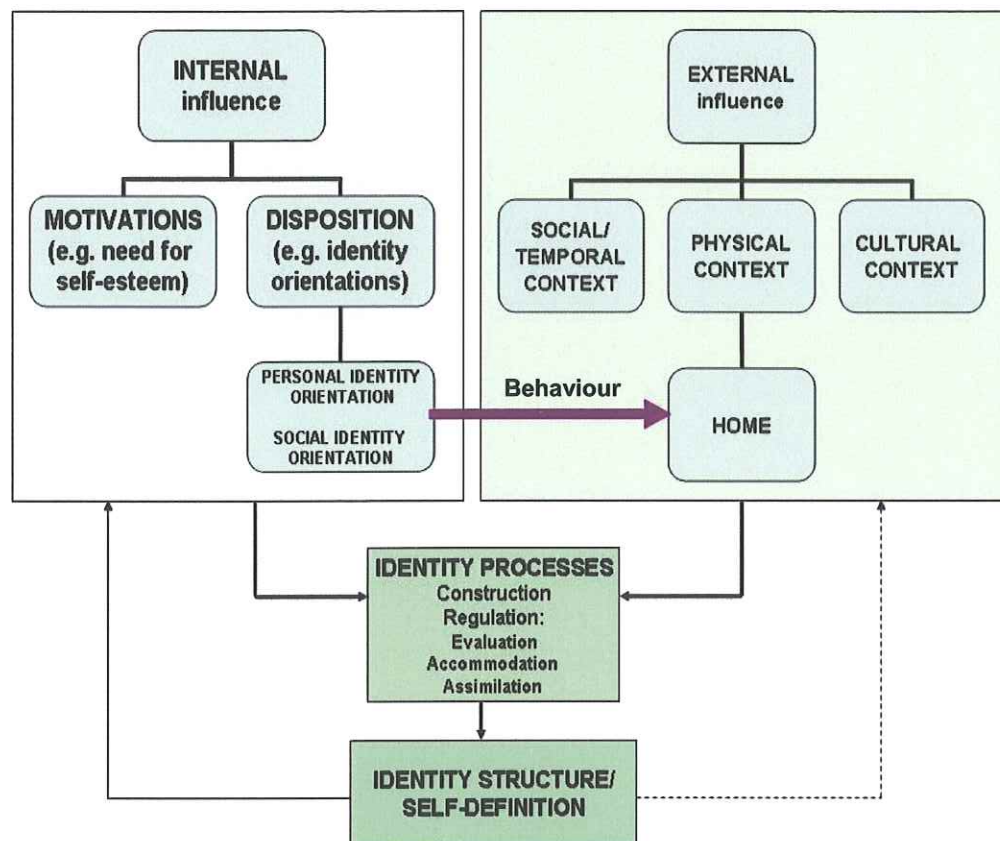 INTERNAL
influence
MOTIVATIONS
(e.g. need for
self-esteem)
DISPOSITION
(e.g. identity
orientations)
PERSONAL IDENTITY
ORIENTATION
SOCIAL IDENTITY
ORIENTATION
EXTERNAL
influence
SOCIAL/
TEMPORAL
CONTEXT
PHYSICAL
CONTEXT
CULTURAL
CONTEXT
Behaviour
HOME
IDENTITY PROCESSES
Construction
Regulation:
Evaluation
Accommodation
Assimilation
IDENTITY STRUCTURE/
SELF-DEFINITION